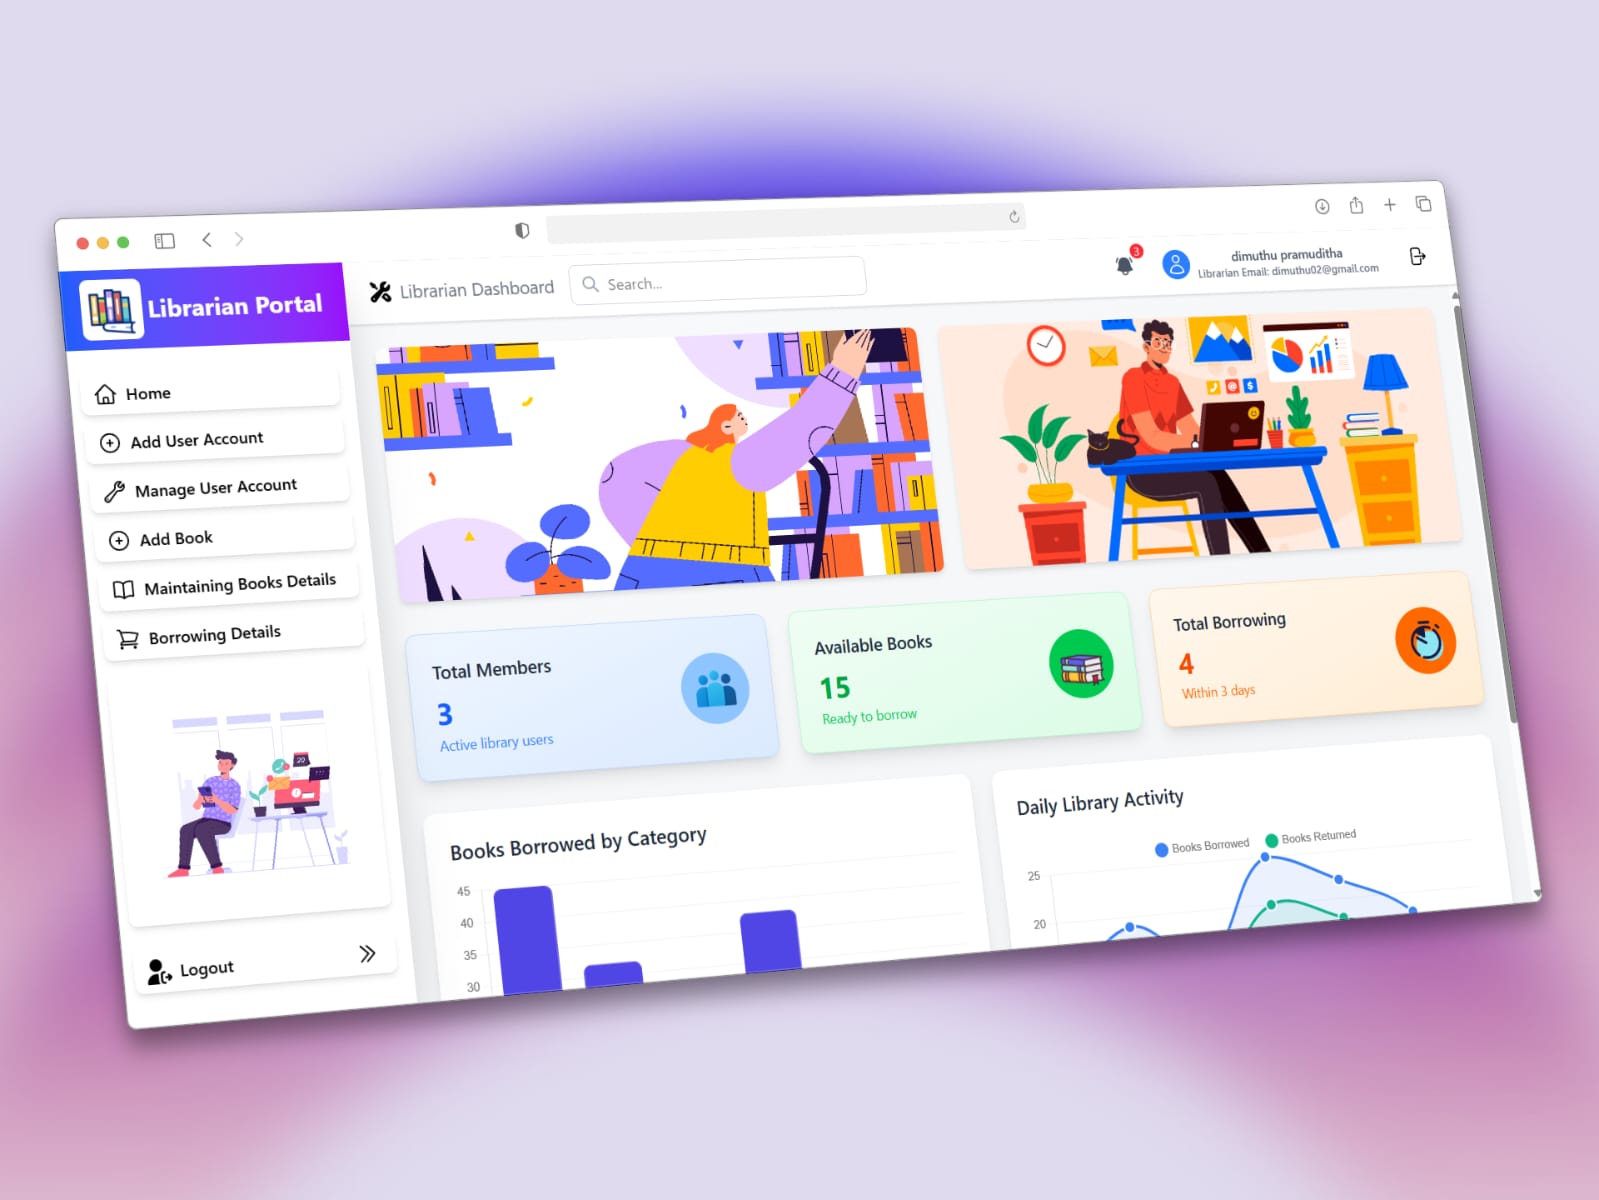 Librarian Portal
Librarian Dashboard
Search...
3
dimuthu pramuditha
Librarian Email: dimuthu02@gmail.com
Home
Add User Account
Manage User Account
Add Book
Maintaining Books Details
Borrowing Details
Logout
Total Members
3
Active library users
Available Books
15
Ready to borrow
Total Borrowing
4
Within 3 days
Books Borrowed by Category
45
40
35
30
Daily Library Activity
Books Borrowed
Books Returned
25
20